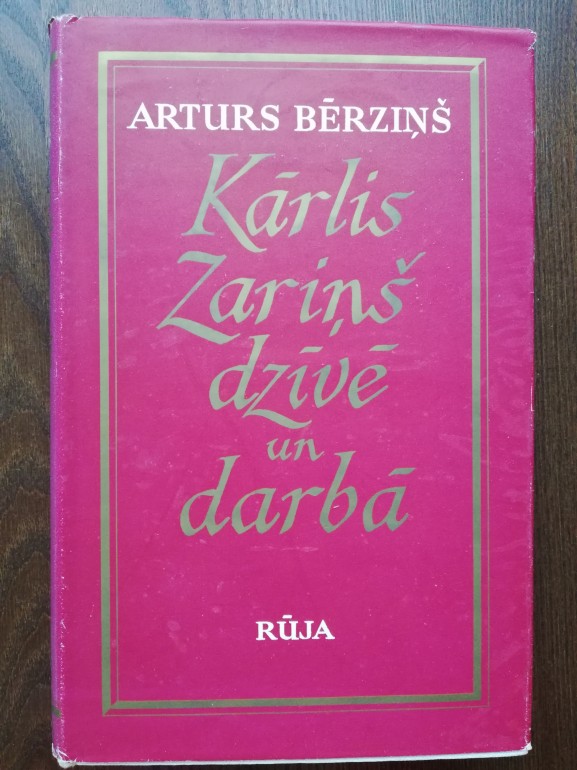 ARTURS BĒRZIŅŠ
Kārlis
Zariņš
dzīvē
un
darbā
RŪJA